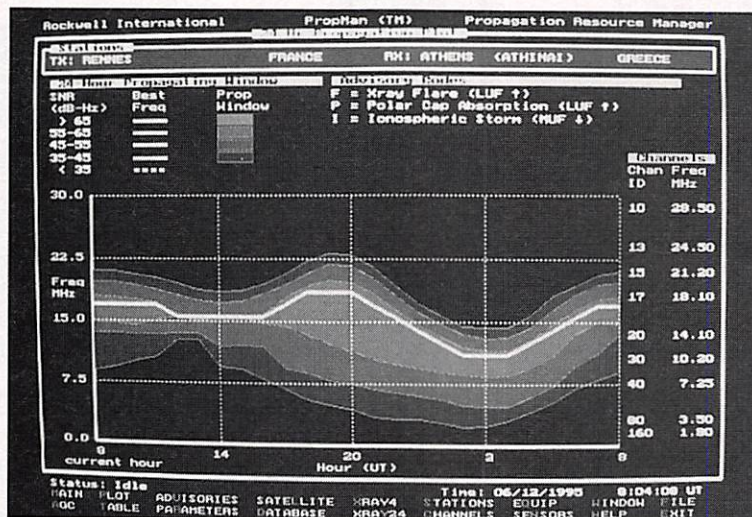 Rockwell International PropMan (TM) Propagation Resource Manager
24 Hr Propagation Plot
Stations
TX: RENNES FRANCE RX: ATHENS (ATHINAI) GREECE
24 Hour Propagating Window
SNR Best Prop
(dB-Hz) Freq Window
> 65
55-65
45-55
35-45
< 35
Advisory Codes
F = Xray Flare (LUF ↑)
P = Polar Cap Absorption (LUF ↑)
I = Ionospheric Storm (MUF ↓)
Channels
Chan Freq
ID MHz
10 28.50
13 24.50
15 21.20
17 18.10
20 14.10
30 10.20
40 7.25
80 3.50
160 1.80
30.0
22.5
Freq
MHz
15.0
7.5
0.0
8 14 20 2 8
current hour Hour (UT)
Status: Idle Time: 06/12/1995 8:04:08 UT
MAIN PLOT ADVISORIES SATELLITE XRAY4 STATIONS EQUIP WINDOW FILE
AGC TABLE PARAMETERS DATABASE XRAY24 CHANNELS SENSORS HELP EXIT